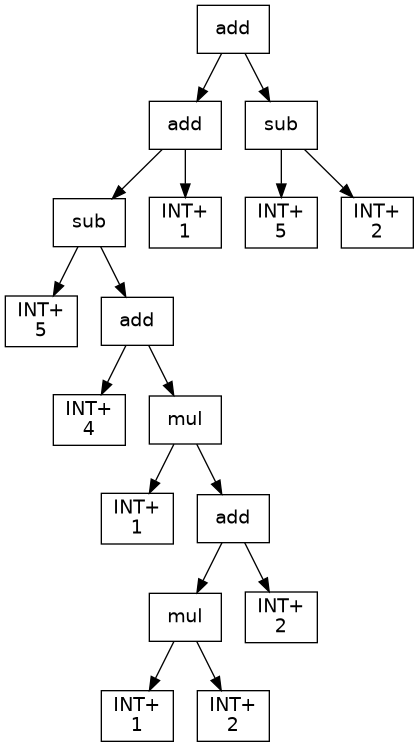 add
add
sub
sub
INT+
1
INT+
5
INT+
2
INT+
5
add
INT+
4
mul
INT+
1
add
mul
INT+
2
INT+
1
INT+
2